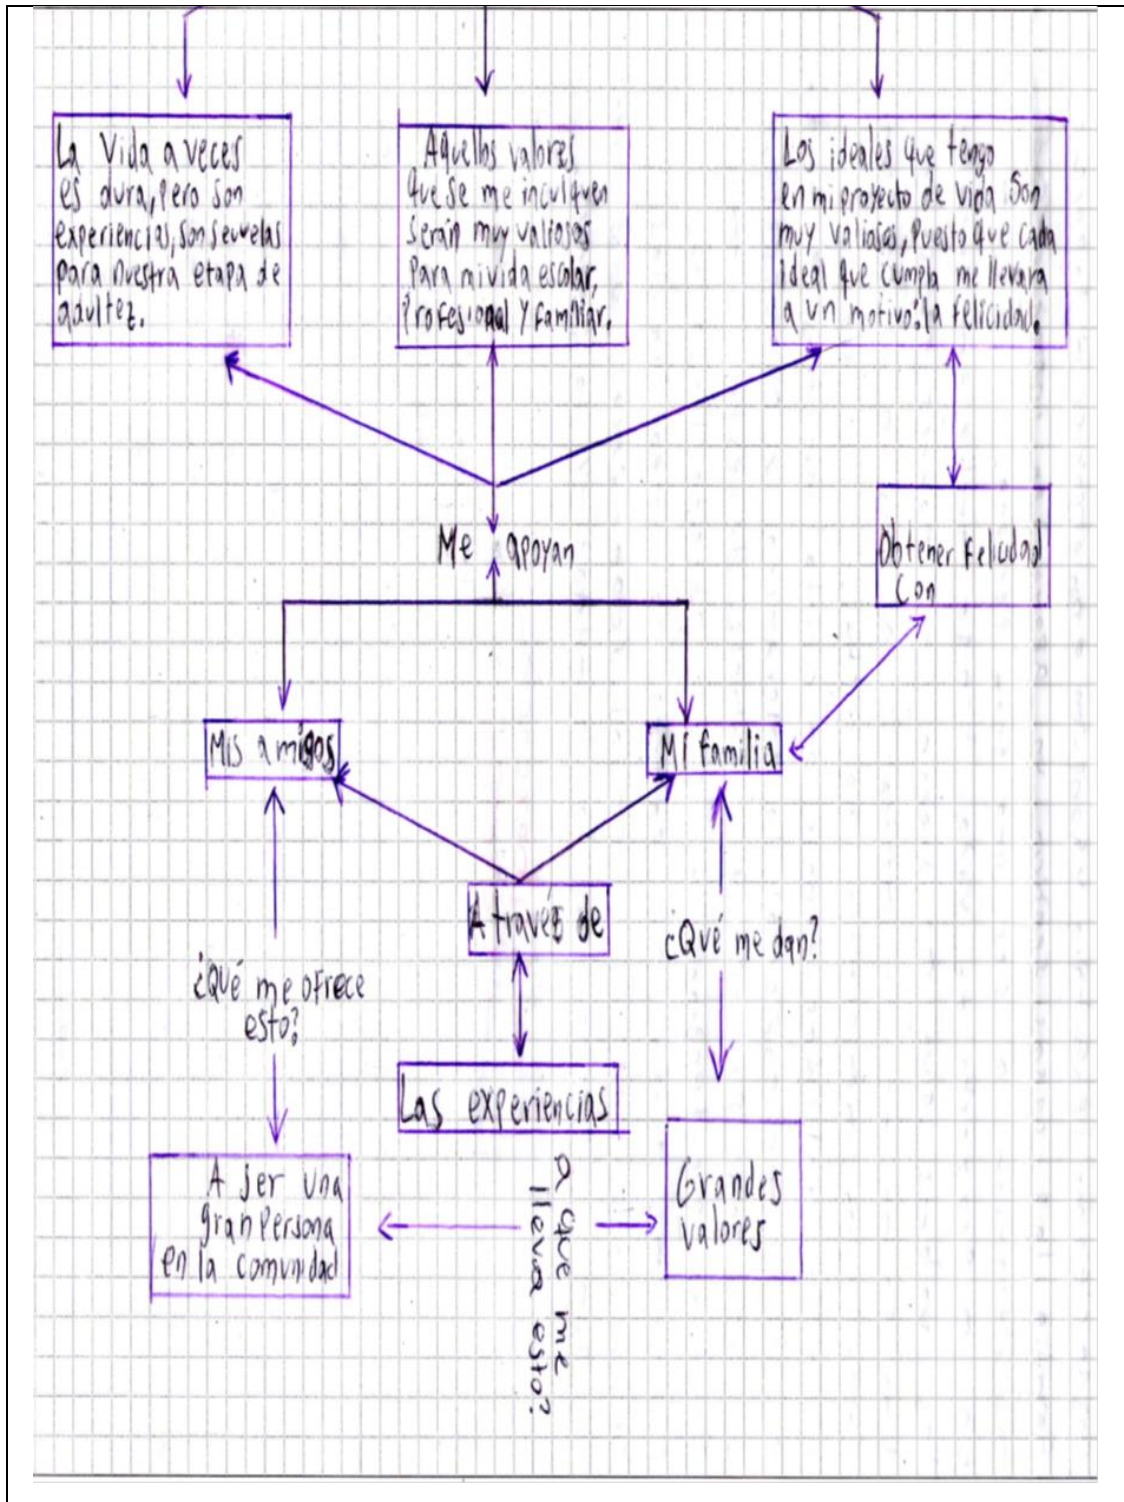 La Vida a veces
es dura, pero son
experiencias, son secuelas
para nuestra etapa de
adultez.
Aquellos valores
que se me inculquen
serán muy valiosos
para mi vida escolar,
Profesional y familiar.
Los ideales que tengo
en mi proyecto de vida son
muy valiosos, puesto que cada
ideal que cumpla me llevara
a un motivo: la felicidad.
Me apoyan
Obtener felicidad
con
Mis amigos
Mi familia
A través de
¿Qué me dan?
¿Qué me ofrece
esto?
Las experiencias
A ser una
gran persona
en la comunidad
a que me
lleva esto?
Grandes
valores